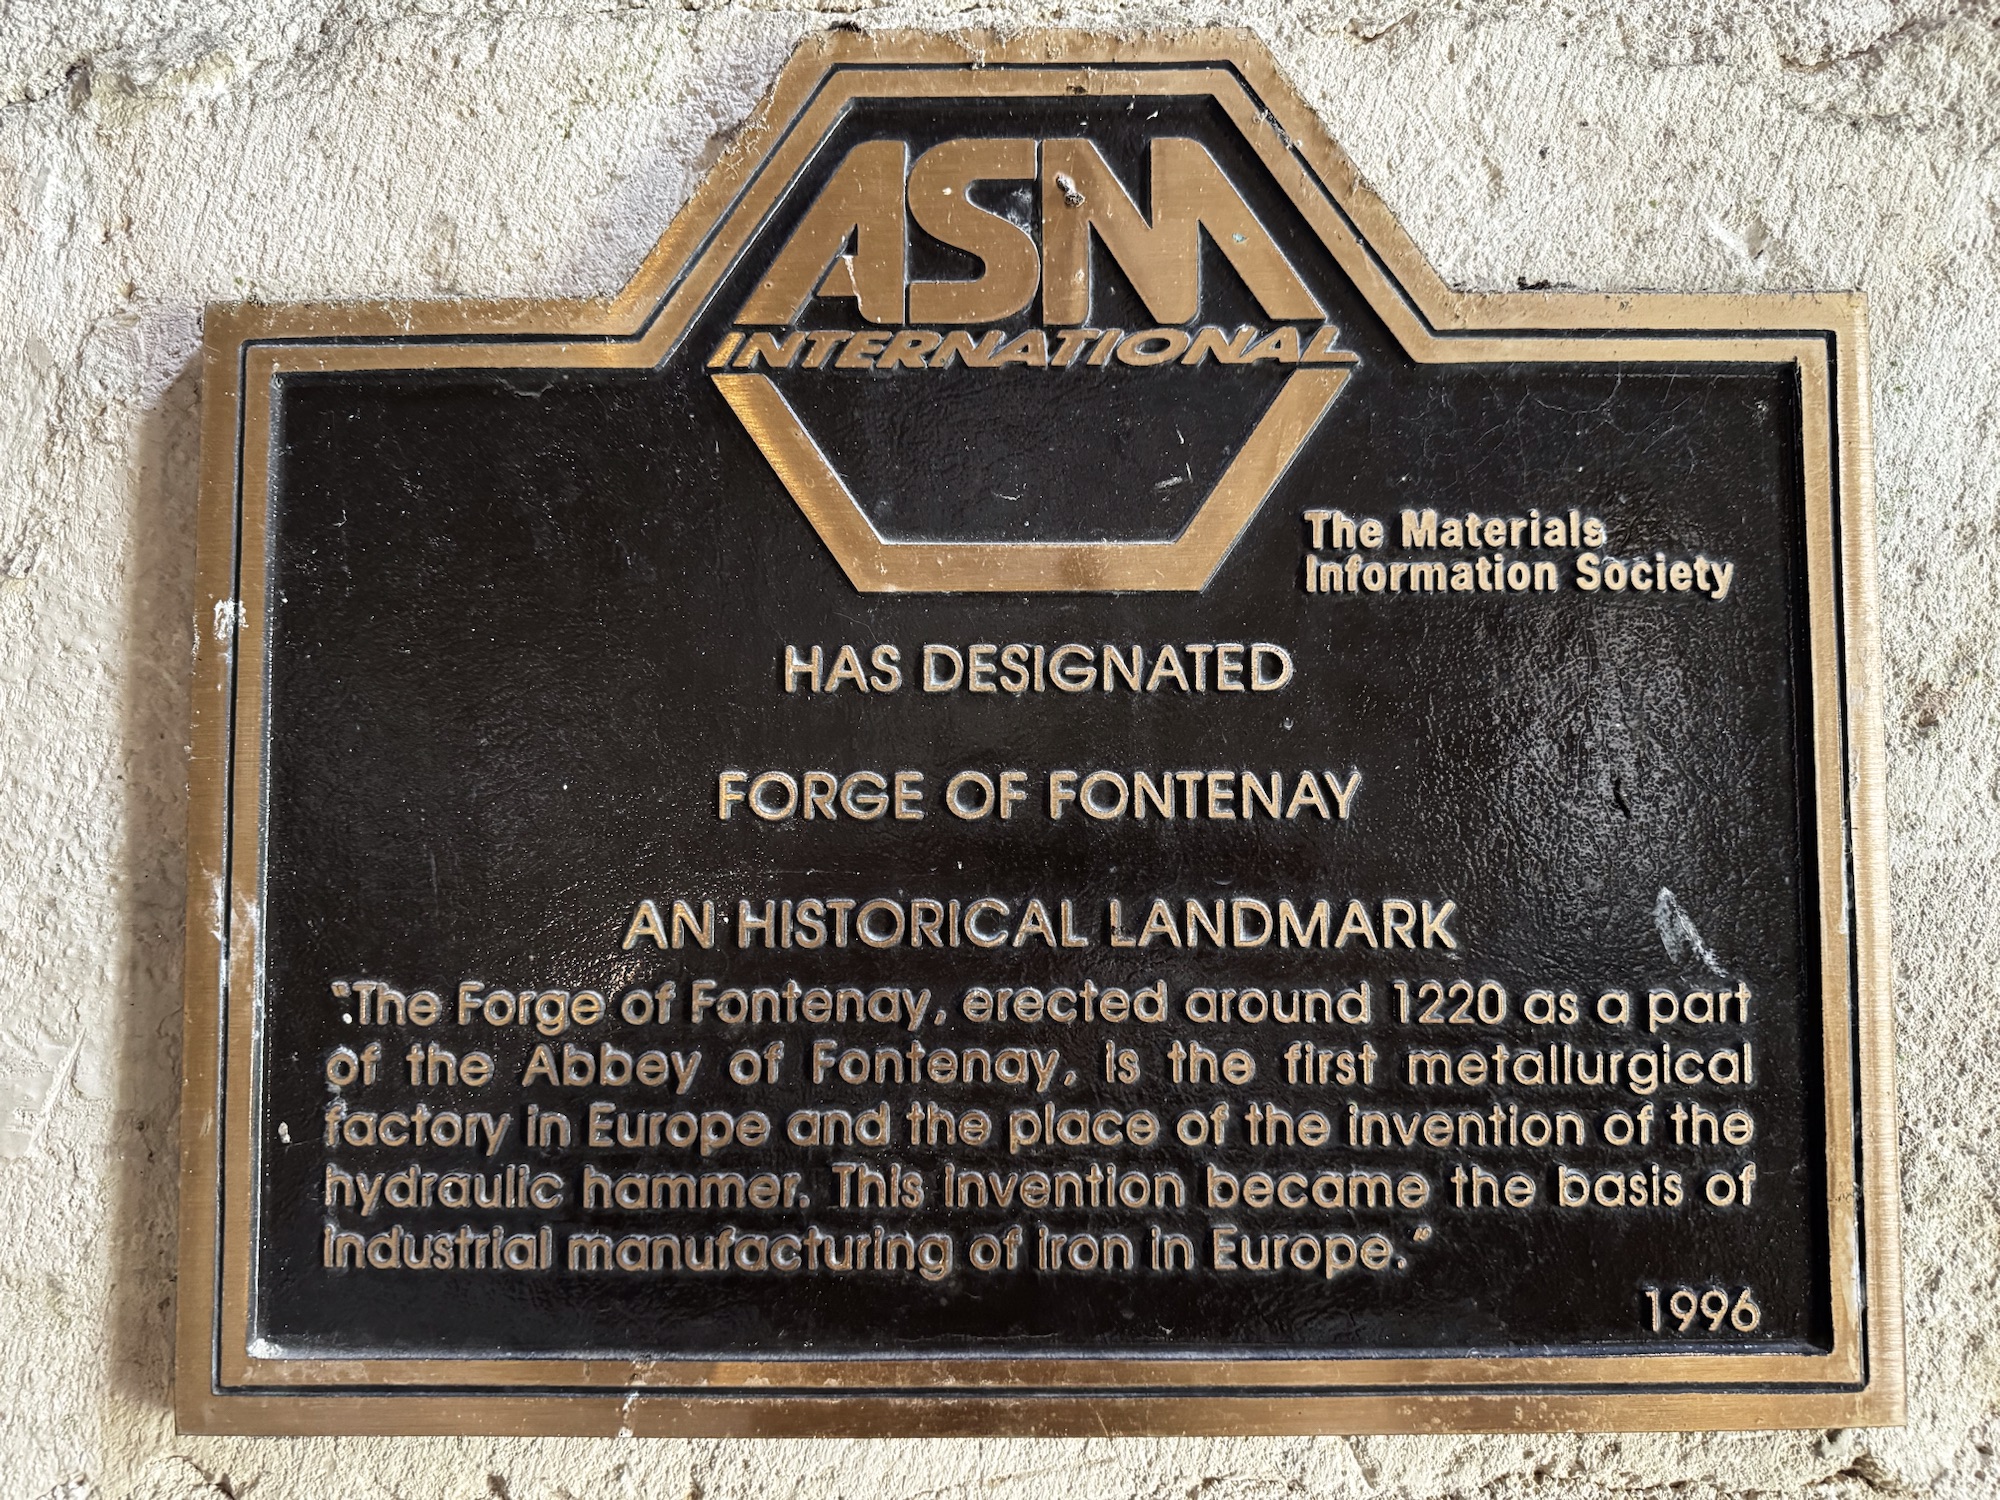 ASM
INTERNATIONAL
The Materials
Information Society
HAS DESIGNATED
FORGE OF FONTENAY
AN HISTORICAL LANDMARK
"The Forge of Fontenay, erected around 1220 as a part
of the Abbey of Fontenay, is the first metallurgical
factory in Europe and the place of the invention of the
hydraulic hammer. This invention became the basis of
industrial manufacturing of iron in Europe."
1996